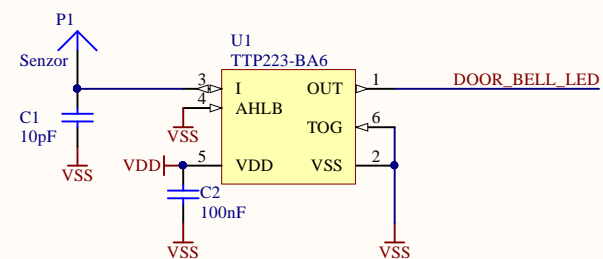 P1
Senzor
U1
TTP223-BA6
3 I OUT 1 DOOR_BELL_LED
4 AHLB
C1
10pF
VSS
TOG 6
VDD 5 VDD VSS 2
VSS
C2
100nF
VSS
VSS